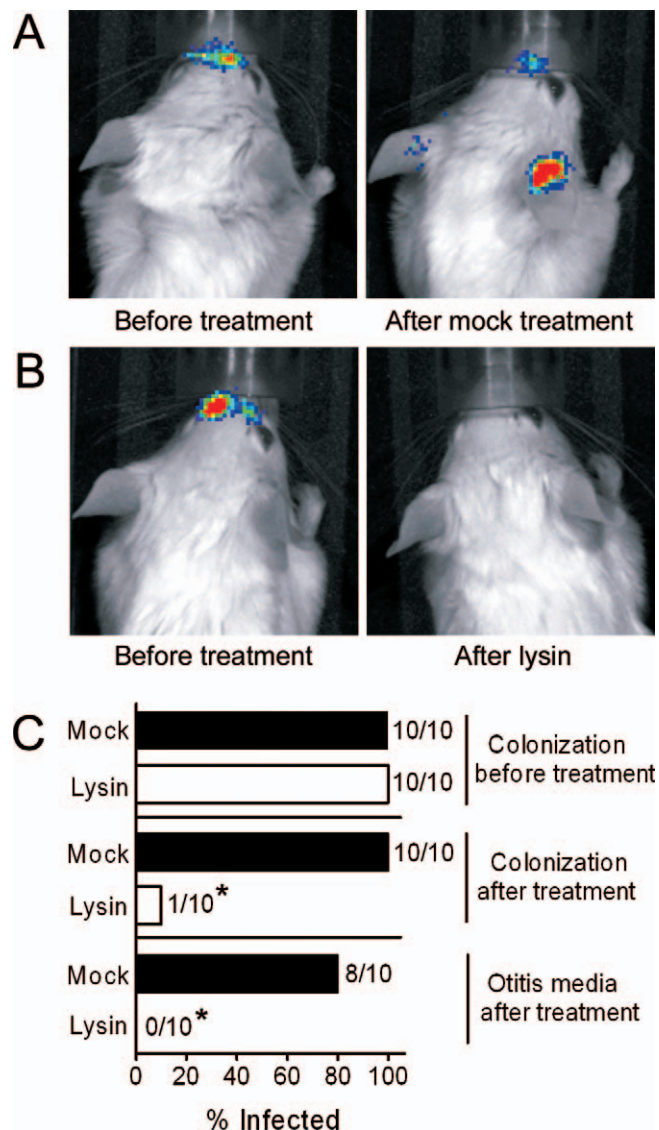 A
Before treatment
After mock treatment
B
Before treatment
After lysin
C
Mock
10/10
Lysin
10/10
Colonization
before treatment
Mock
10/10
Lysin
1/10*
Colonization
after treatment
Mock
8/10
Lysin
0/10*
Otitis media
after treatment
0 20 40 60 80 100
% Infected